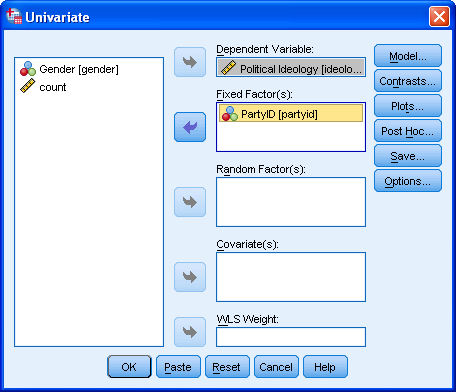 Univariate
Gender [gender]
count
Dependent Variable:
Political Ideology [ideolo...
Fixed Factor(s):
PartyID [partyid]
Random Factor(s):
Covariate(s):
WLS Weight:
Model...
Contrasts...
Plots...
Post Hoc...
Save...
Options...
OK Paste Reset Cancel Help